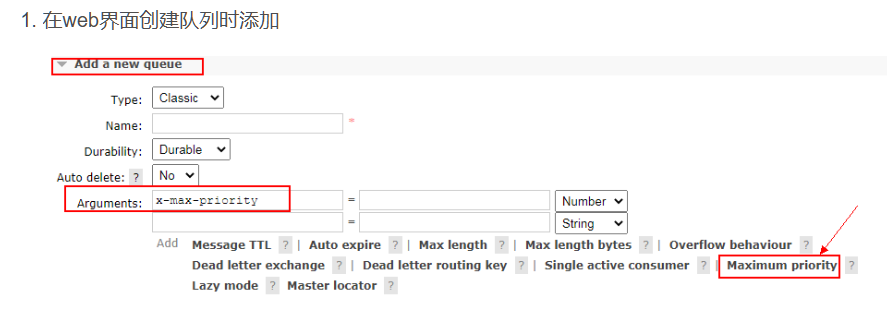 1. 在web界面创建队列时添加
Add a new queue
Type: Classic
Name: *
Durability: Durable
Auto delete: ? No
Arguments: x-max-priority = Number
= String
Add Message TTL ? | Auto expire ? | Max length ? | Max length bytes ? | Overflow behaviour ?
Dead letter exchange ? | Dead letter routing key ? | Single active consumer ? | Maximum priority ?
Lazy mode ? Master locator ?